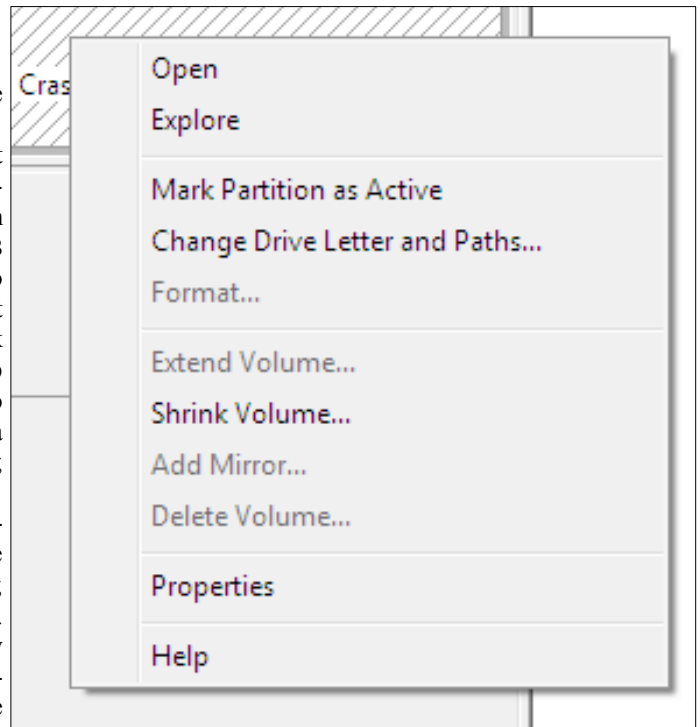 Cras
Open
Explore
Mark Partition as Active
Change Drive Letter and Paths...
Format...
Extend Volume...
Shrink Volume...
Add Mirror...
Delete Volume...
Properties
Help